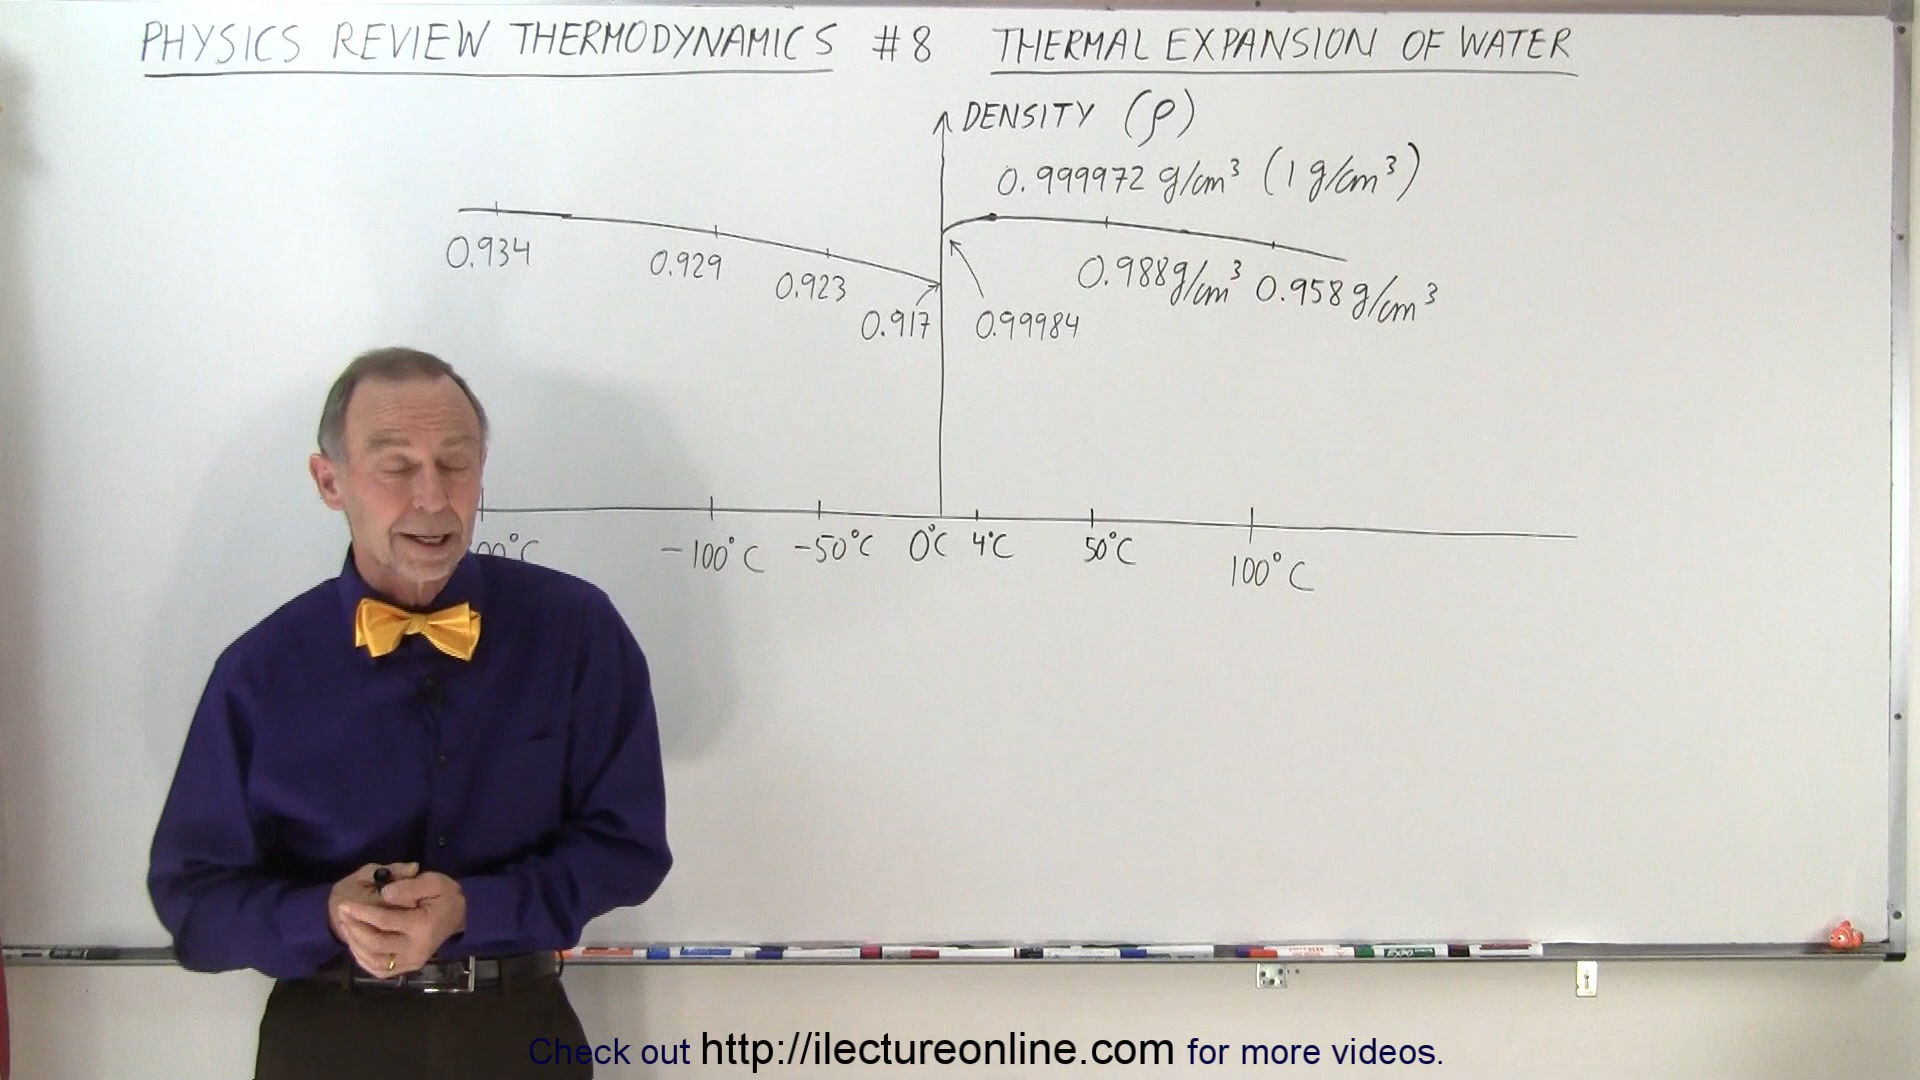 PHYSICS REVIEW THERMODYNAMICS #8 THERMAL EXPANSION OF WATER
DENSITY (ρ)
0.999972 g/cm³ (1 g/cm³)
0.934 0.929 0.923 0.917 0.99984 0.988 g/cm³ 0.958 g/cm³
00°C -100°C -50°C 0°C 4°C 50°C 100°C
Check out http://ilectureonline.com for more videos.